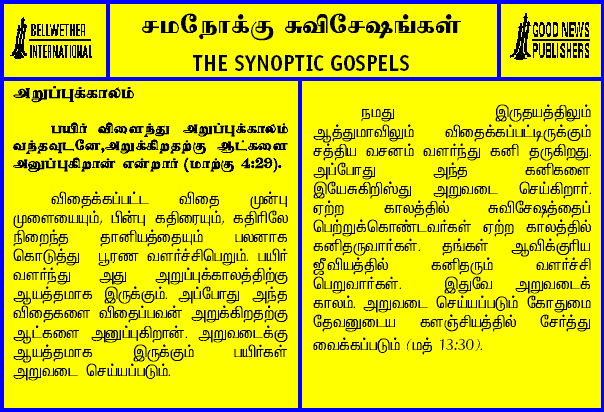 BELLWETHER
INTERNATIONAL
சமநோக்கு சுவிசேஷங்கள்
THE SYNOPTIC GOSPELS
GOOD NEWS
PUBLISHERS
அறுப்புக்காலம்
பயிர் விளைந்து அறுப்புக்காலம்
வந்தவுடனே,அறுக்கிறதற்கு ஆட்களை
அனுப்புகிறான் என்றார் (மாற்கு 4:29).
விதைக்கப்பட்ட விதை முன்பு
முளையையும், பின்பு கதிரையும், கதிரிலே
நிறைந்த தானியத்தையும் பலனாக
கொடுத்து பூரண வளர்ச்சிபெறும். பயிர்
வளர்ந்து அது அறுப்புக்காலத்திற்கு
ஆயத்தமாக இருக்கும். அப்போது அந்த
விதைகளை விதைப்பவன் அறுக்கிறதற்கு
ஆட்களை அனுப்புகிறான். அறுவடைக்கு
ஆயத்தமாக இருக்கும் பயிர்கள்
அறுவடை செய்யப்படும்.
நமது இருதயத்திலும்
ஆத்துமாவிலும் விதைக்கப்பட்டிருக்கும்
சத்திய வசனம் வளர்ந்து கனி தருகிறது.
அப்போது அந்த கனிகளை
இயேசுகிறிஸ்து அறுவடை செய்கிறார்.
ஏற்ற காலத்தில் சுவிசேஷத்தைப்
பெற்றுக்கொண்டவர்கள் ஏற்ற காலத்தில்
கனிதருவார்கள். தங்கள் ஆவிக்குரிய
ஜீவியத்தில் கனிதரும் வளர்ச்சி
பெறுவார்கள். இதுவே அறுவடைக்
காலம். அறுவடை செய்யப்படும் கோதுமை
தேவனுடைய களஞ்சியத்தில் சேர்த்து
வைக்கப்படும் (மத் 13:30).